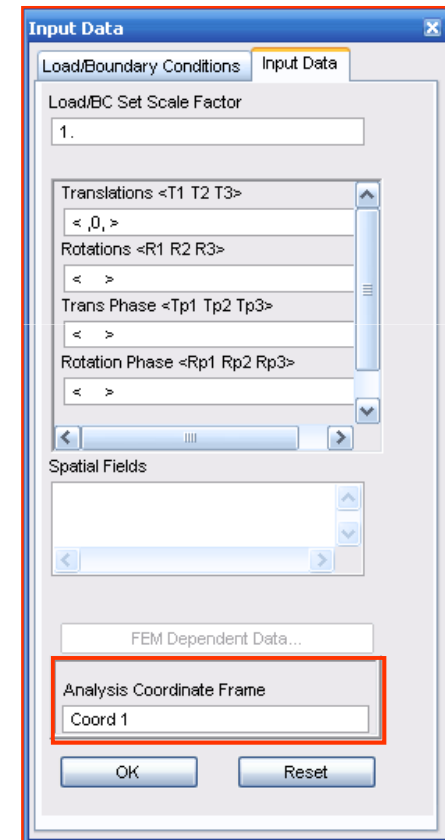 Input Data
Load/Boundary Conditions Input Data
Load/BC Set Scale Factor
1.
Translations <T1 T2 T3>
< ,0, >
Rotations <R1 R2 R3>
<   >
Trans Phase <Tp1 Tp2 Tp3>
<   >
Rotation Phase <Rp1 Rp2 Rp3>
<   >
Spatial Fields
FEM Dependent Data...
Analysis Coordinate Frame
Coord 1
OK Reset